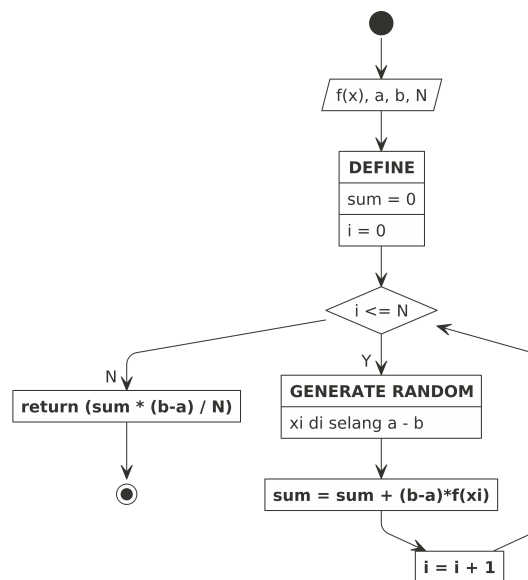 f(x), a, b, N
DEFINE
sum = 0
i = 0
i <= N
N
Y
return (sum * (b-a) / N)
GENERATE RANDOM
xi di selang a - b
sum = sum + (b-a)*f(xi)
i = i + 1